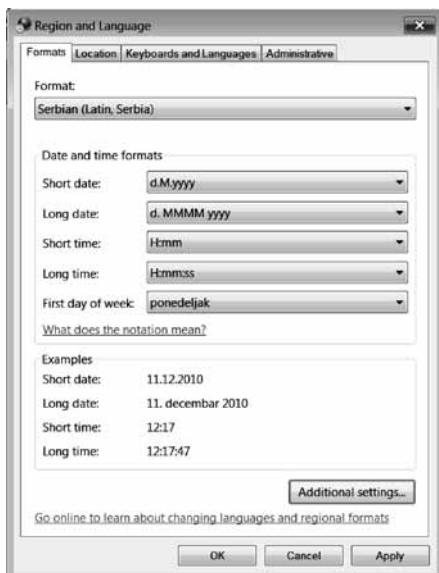 Region and Language
Formats Location Keyboards and Languages Administrative
Format:
Serbian (Latin, Serbia)
Date and time formats
Short date: d.M.yyyy
Long date: d. MMMM yyyy
Short time: H:mm
Long time: H:mm:ss
First day of week: ponedeljak
What does the notation mean?
Examples
Short date: 11.12.2010
Long date: 11. decembar 2010
Short time: 12:17
Long time: 12:17:47
Additional settings...
Go online to learn about changing languages and regional formats
OK Cancel Apply